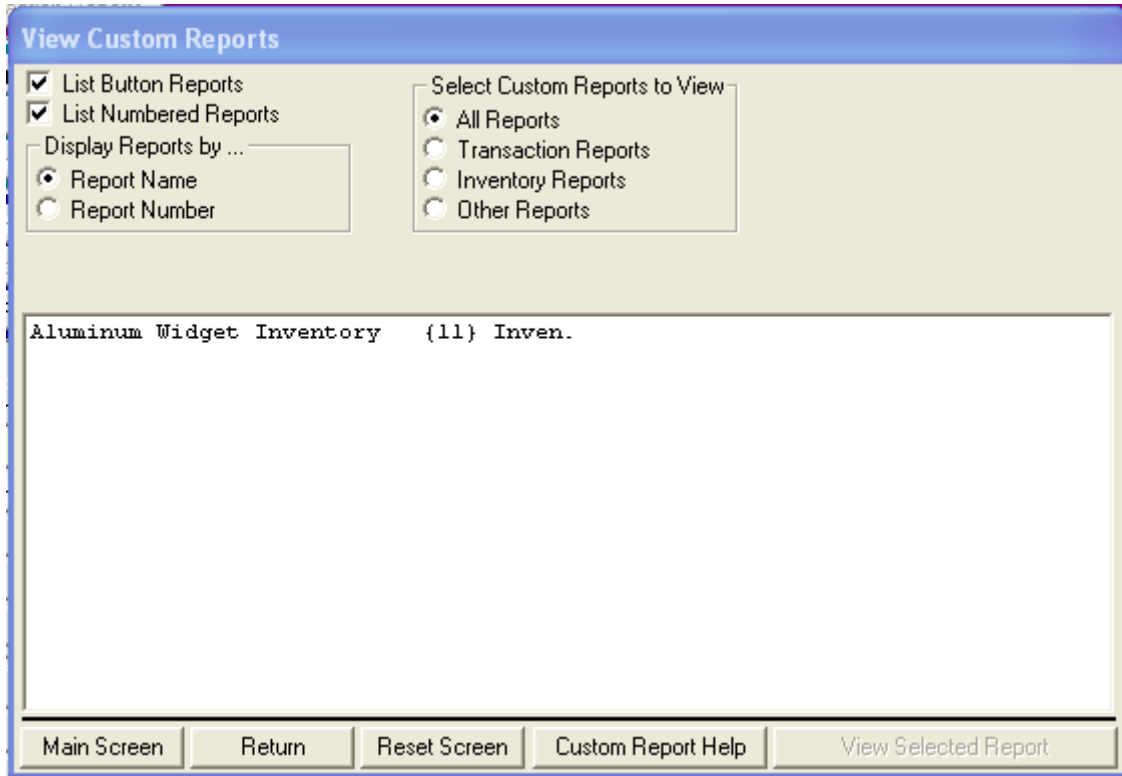 View Custom Reports
List Button Reports
List Numbered Reports
Display Reports by ...
Report Name
Report Number
Select Custom Reports to View
All Reports
Transaction Reports
Inventory Reports
Other Reports
Aluminum Widget Inventory   {11} Inven.
Main Screen
Return
Reset Screen
Custom Report Help
View Selected Report